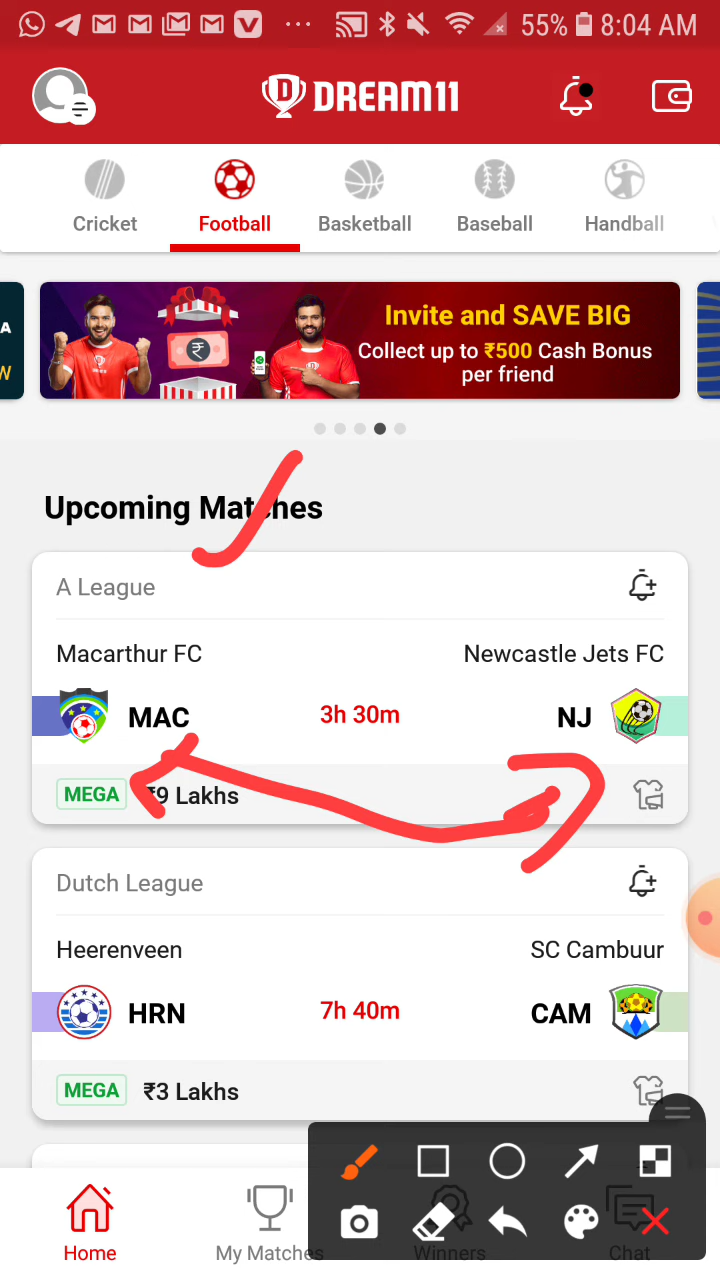 55% 8:04 AM
DREAM11
Cricket Football Basketball Baseball Handball
A
W
Invite and SAVE BIG
Collect up to ₹500 Cash Bonus
per friend
Upcoming Matches
A League
Macarthur FC Newcastle Jets FC
MAC 3h 30m NJ
MEGA ₹9 Lakhs
Dutch League
Heerenveen SC Cambuur
HRN 7h 40m CAM
MEGA ₹3 Lakhs
Home My Matches Winners Chat